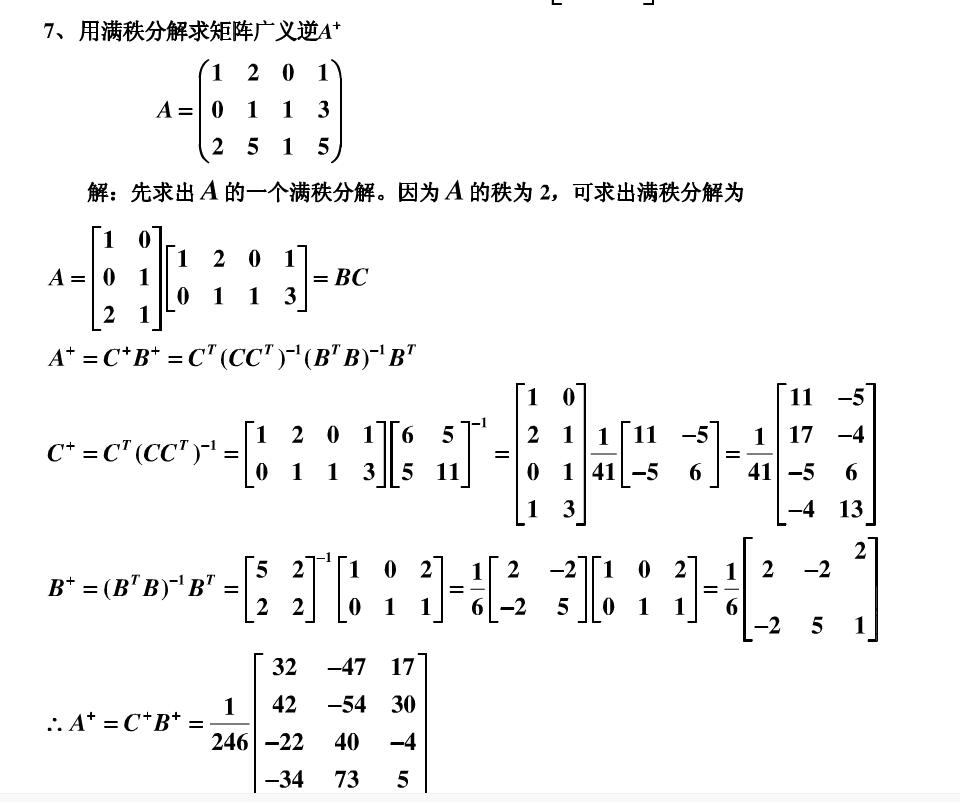 7、用满秩分解求矩阵广义逆A⁺
A = \begin{pmatrix} 1 & 2 & 0 & 1 \\ 0 & 1 & 1 & 3 \\ 2 & 5 & 1 & 5 \end{pmatrix}
解：先求出 A 的一个满秩分解。因为 A 的秩为 2，可求出满秩分解为
A = \begin{bmatrix} 1 & 0 \\ 0 & 1 \\ 2 & 1 \end{bmatrix} \begin{bmatrix} 1 & 2 & 0 & 1 \\ 0 & 1 & 1 & 3 \end{bmatrix} = BC
A^+ = C^+B^+ = C^T(CC^T)^{-1}(B^TB)^{-1}B^T
C^+ = C^T(CC^T)^{-1} = \begin{bmatrix} 1 & 2 & 0 & 1 \\ 0 & 1 & 1 & 3 \end{bmatrix} \begin{bmatrix} 6 & 5 \\ 5 & 11 \end{bmatrix}^{-1} = \begin{bmatrix} 1 & 0 \\ 2 & 1 \\ 0 & 1 \\ 1 & 3 \end{bmatrix} \frac{1}{41} \begin{bmatrix} 11 & -5 \\ -5 & 6 \end{bmatrix} = \frac{1}{41} \begin{bmatrix} 11 & -5 \\ 17 & -4 \\ -5 & 6 \\ -4 & 13 \end{bmatrix}
B^+ = (B^TB)^{-1}B^T = \begin{bmatrix} 5 & 2 \\ 2 & 2 \end{bmatrix}^{-1} \begin{bmatrix} 1 & 0 & 2 \\ 0 & 1 & 1 \end{bmatrix} = \frac{1}{6} \begin{bmatrix} 2 & -2 \\ -2 & 5 \end{bmatrix} \begin{bmatrix} 1 & 0 & 2 \\ 0 & 1 & 1 \end{bmatrix} = \frac{1}{6} \begin{bmatrix} 2 & -2 & 2 \\ -2 & 5 & 1 \end{bmatrix}
∴ A^+ = C^+B^+ = \frac{1}{246} \begin{bmatrix} 32 & -47 & 17 \\ 42 & -54 & 30 \\ -22 & 40 & -4 \\ -34 & 73 & 5 \end{bmatrix}